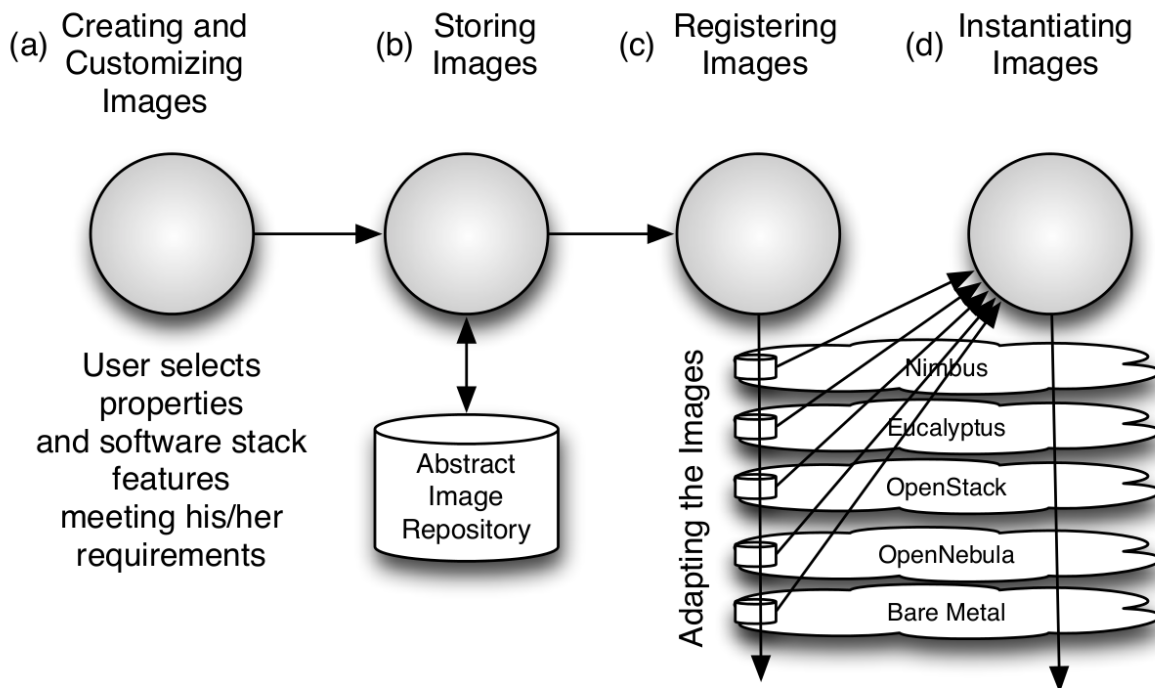 (a) Creating and
Customizing
Images
(b) Storing
Images
(c) Registering
Images
(d) Instantiating
Images
User selects
properties
and software stack
features
meeting his/her
requirements
Abstract
Image
Repository
Adapting the Images
Nimbus
Eucalyptus
OpenStack
OpenNebula
Bare Metal